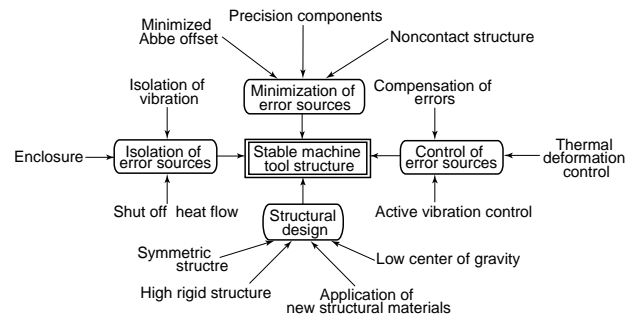 Precision components
Minimized
Abbe offset
Noncontact structure
Isolation of
vibration
Minimization of
error sources
Compensation of
errors
Enclosure
Isolation of
error sources
Stable machine
tool structure
Control of
error sources
Thermal
deformation
control
Shut off heat flow
Structural
design
Active vibration control
Symmetric
structre
Low center of gravity
High rigid structure
Application of
new structural materials